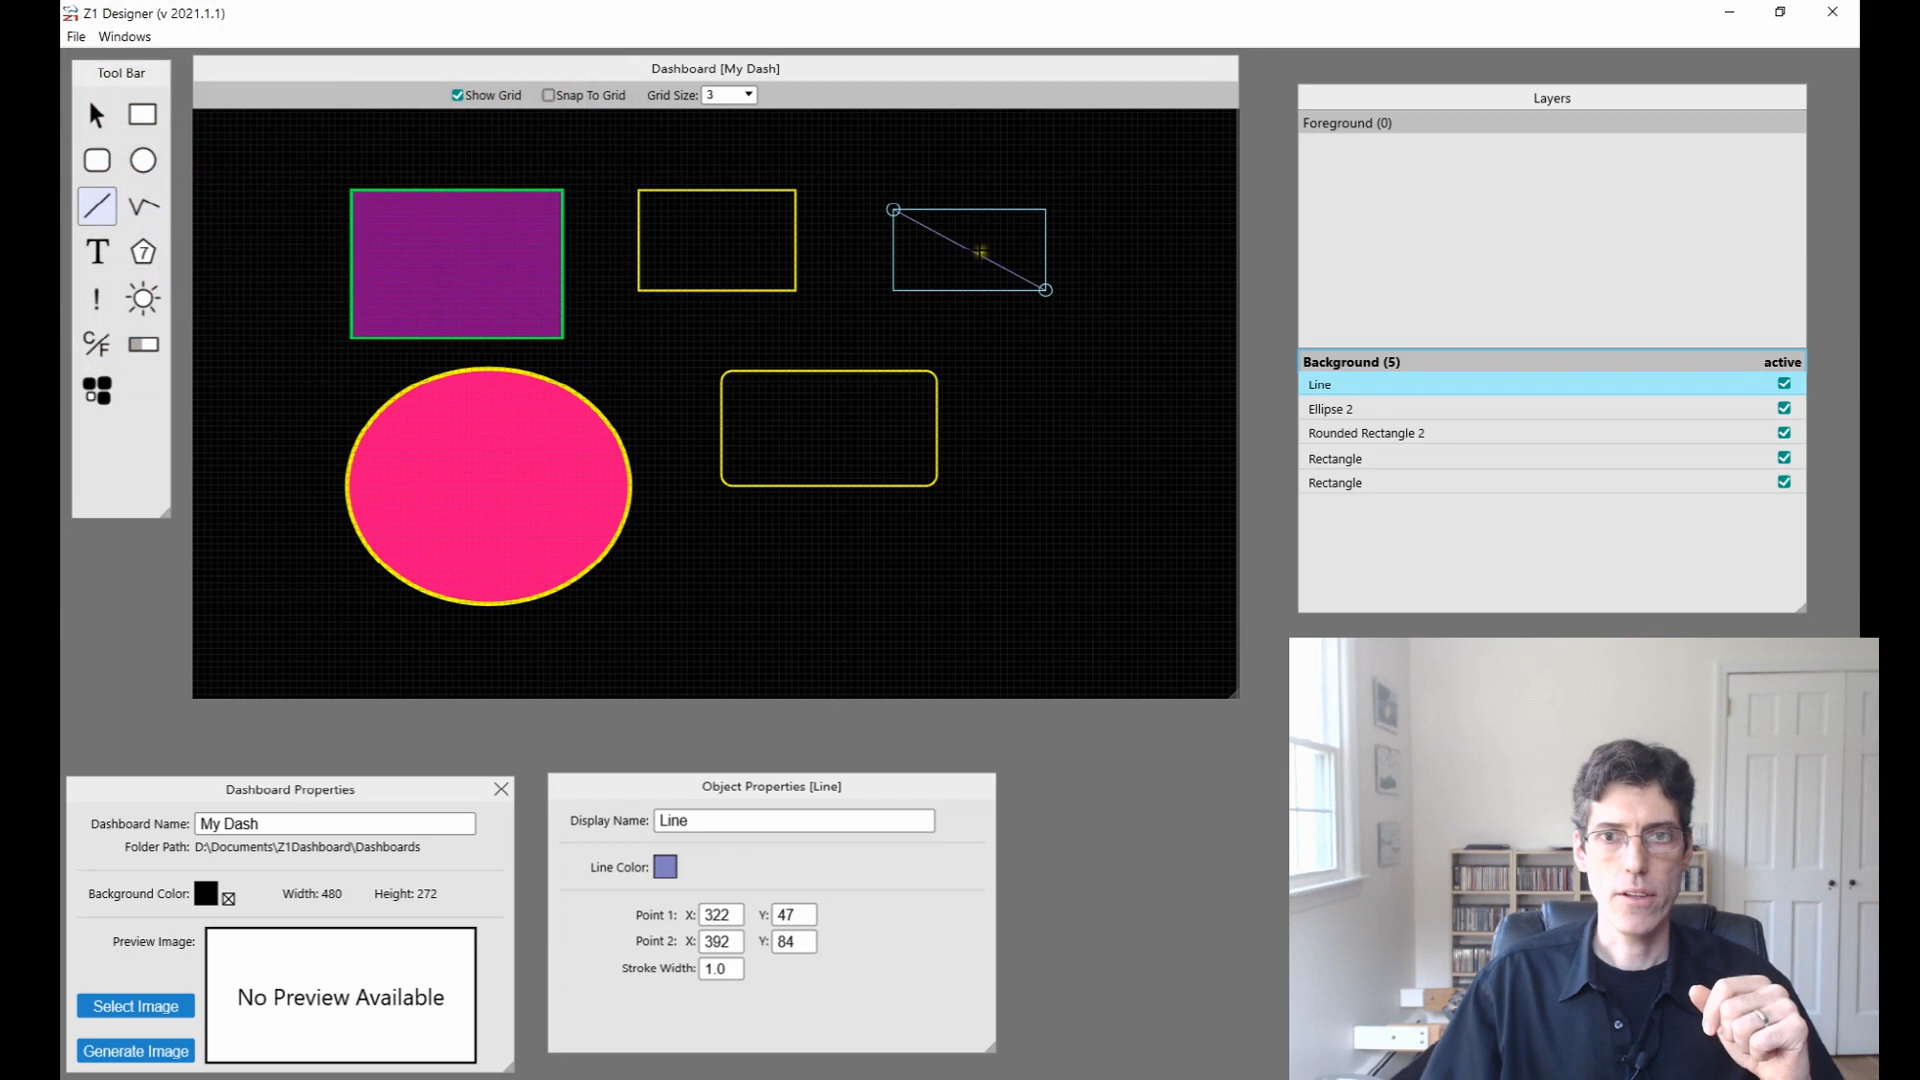 Z1 Designer (v 2021.1.1)
File Windows
Tool Bar
T
7
!
C/F
Dashboard [My Dash]
Show Grid Snap To Grid Grid Size: 3
Layers
Foreground (0)
Background (5) active
Line
Ellipse 2
Rounded Rectangle 2
Rectangle
Rectangle
Dashboard Properties
Dashboard Name: My Dash
Folder Path: D:\Documents\Z1Dashboard\Dashboards
Background Color: Width: 480 Height: 272
Preview Image:
No Preview Available
Select Image
Generate Image
Object Properties [Line]
Display Name: Line
Line Color:
Point 1: X: 322 Y: 47
Point 2: X: 392 Y: 84
Stroke Width: 1.0